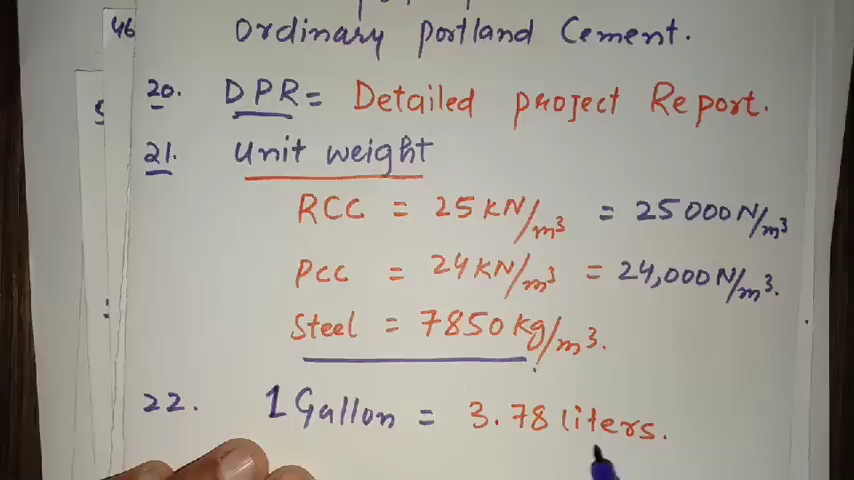 46
Ordinary portland Cement.
20. DPR = Detailed project Report.
21. Unit weight
RCC = 25 KN/m3 = 25000 N/m3
PCC = 24 KN/m3 = 24,000 N/m3.
Steel = 7850 kg/m3.
22. 1 Gallon = 3.78 liters.